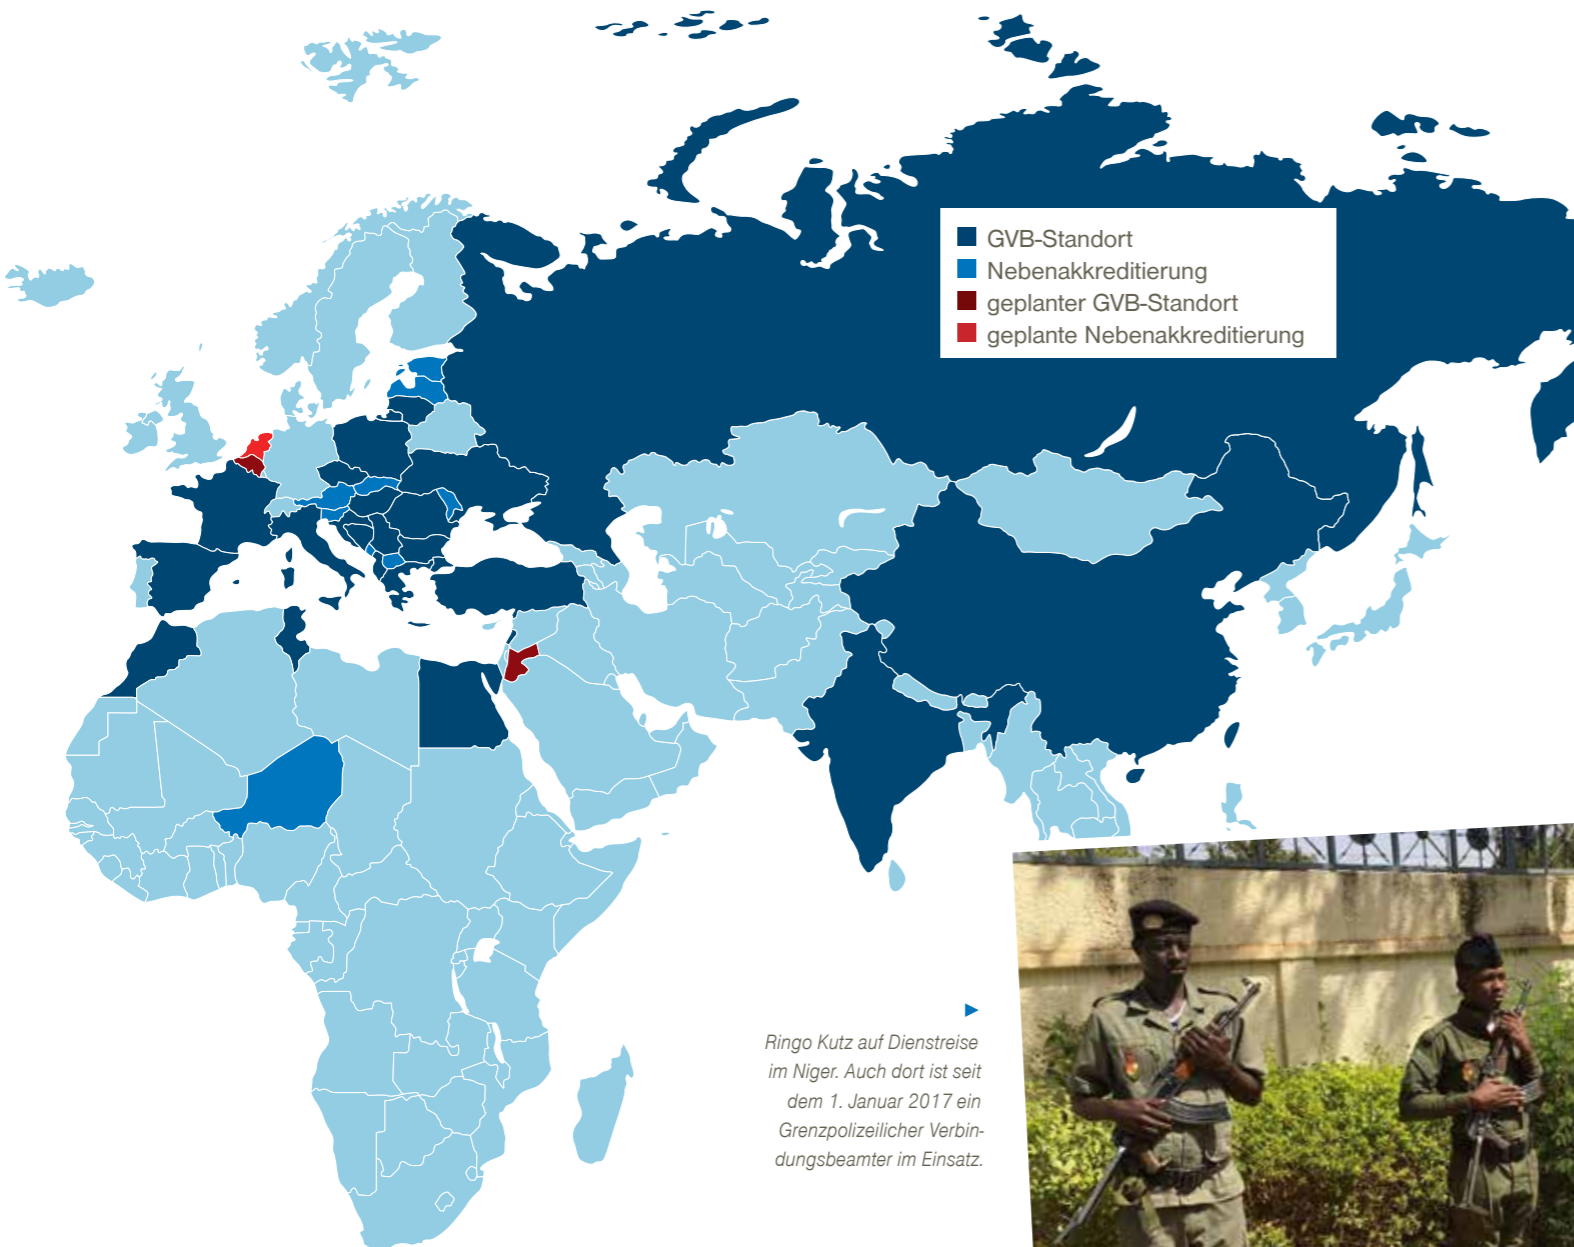 GVB-Standort
Nebenakkreditierung
geplanter GVB-Standort
geplante Nebenakkreditierung
Ringo Kutz auf Dienstreise
im Niger. Auch dort ist seit
dem 1. Januar 2017 ein
Grenzpolizeilicher Verbin-
dungsbeamter im Einsatz.